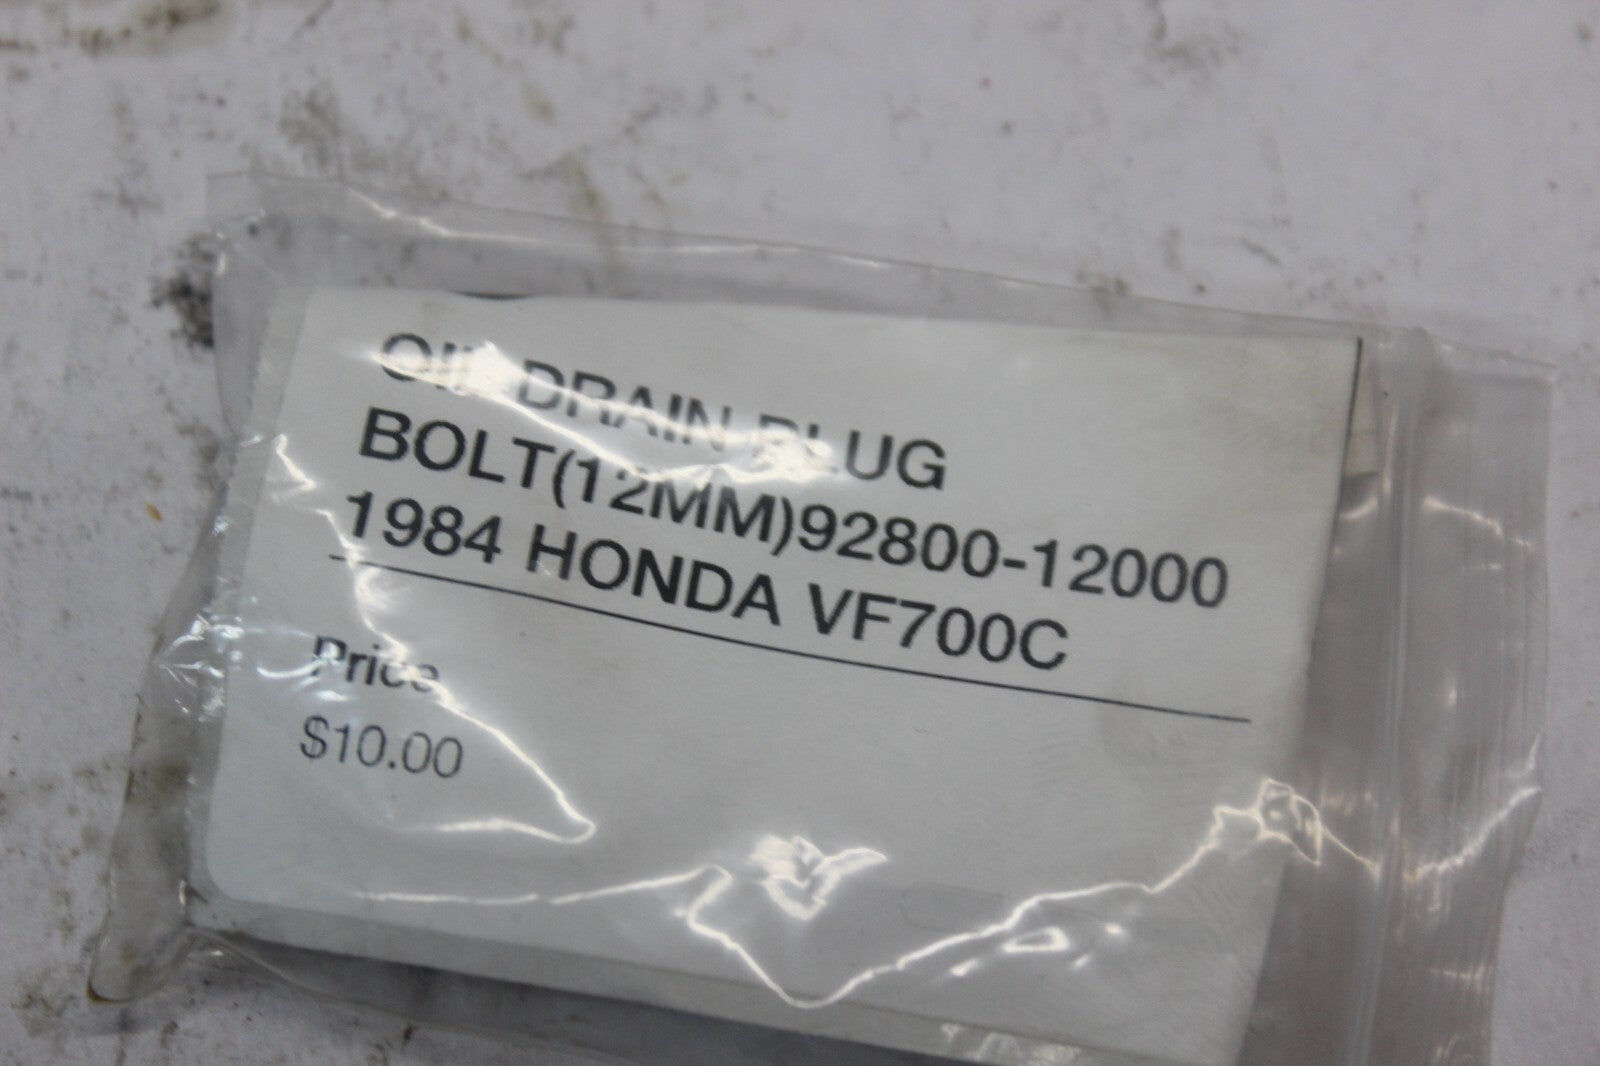 OIL DRAIN PLUG
BOLT(12MM)92800-12000
1984 HONDA VF700C
Price
$10.00